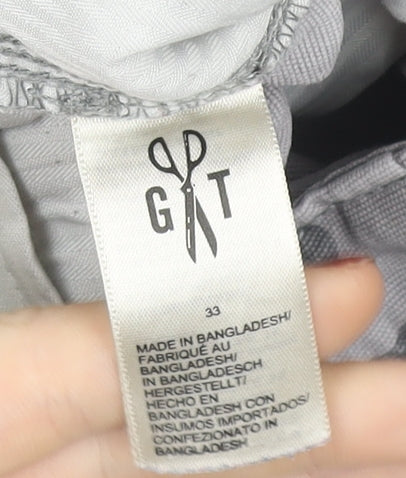 G T
33
MADE IN BANGLADESH/
FABRIQUÉ AU
BANGLADESH/
IN BANGLADESCH
HERGESTELLT/
HECHO EN
BANGLADESH CON
INSUMOS IMPORTADOS/
CONFEZIONATO IN
BANGLADESH